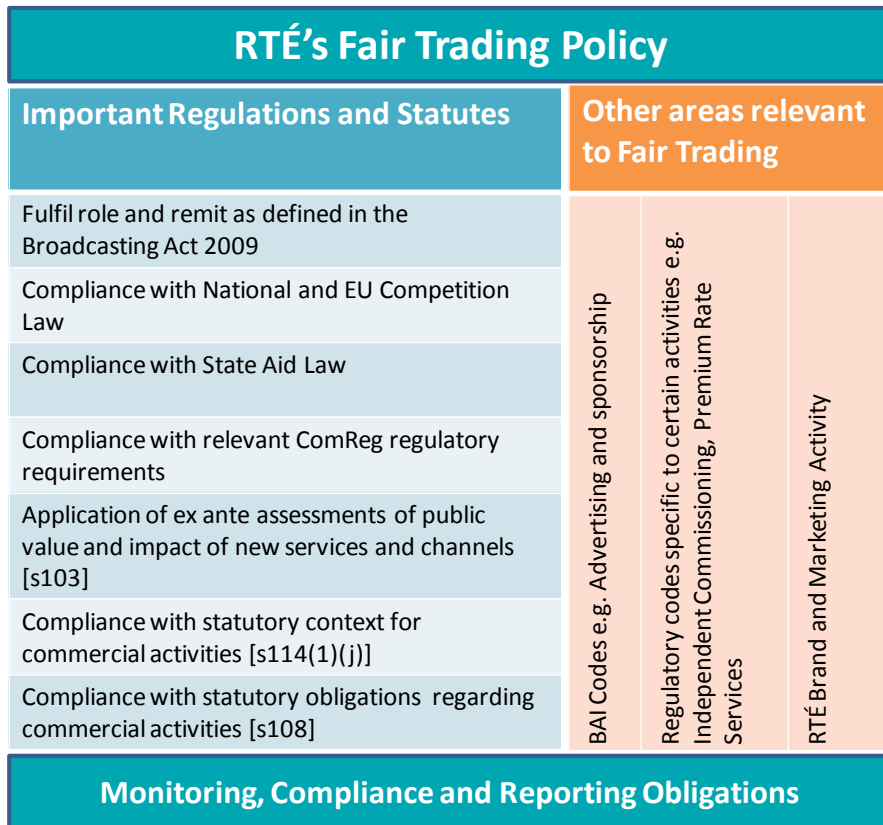 RTÉ’s Fair Trading Policy
Important Regulations and Statutes
Other areas relevant
to Fair Trading
Fulfil role and remit as defined in the
Broadcasting Act 2009
Compliance with National and EU Competition
Law
Compliance with State Aid Law
Compliance with relevant ComReg regulatory
requirements
Application of ex ante assessments of public
value and impact of new services and channels
[s103]
Compliance with statutory context for
commercial activities [s114(1)(j)]
Compliance with statutory obligations regarding
commercial activities [s108]
BAI Codes e.g. Advertising and sponsorship
Regulatory codes specific to certain activities e.g.
Independent Commissioning, Premium Rate
Services
RTÉ Brand and Marketing Activity
Monitoring, Compliance and Reporting Obligations